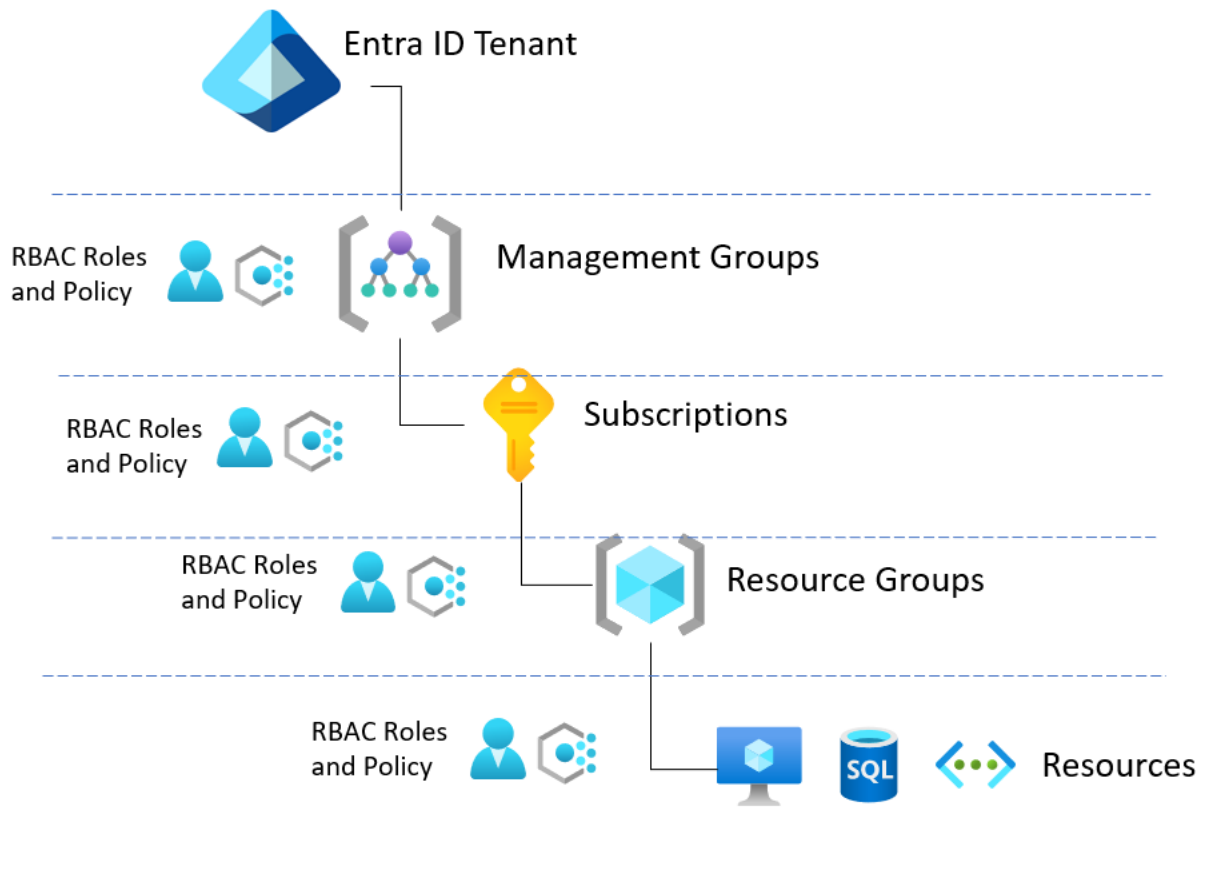 Entra ID Tenant
RBAC Roles
and Policy
Management Groups
RBAC Roles
and Policy
Subscriptions
RBAC Roles
and Policy
Resource Groups
RBAC Roles
and Policy
SQL
Resources